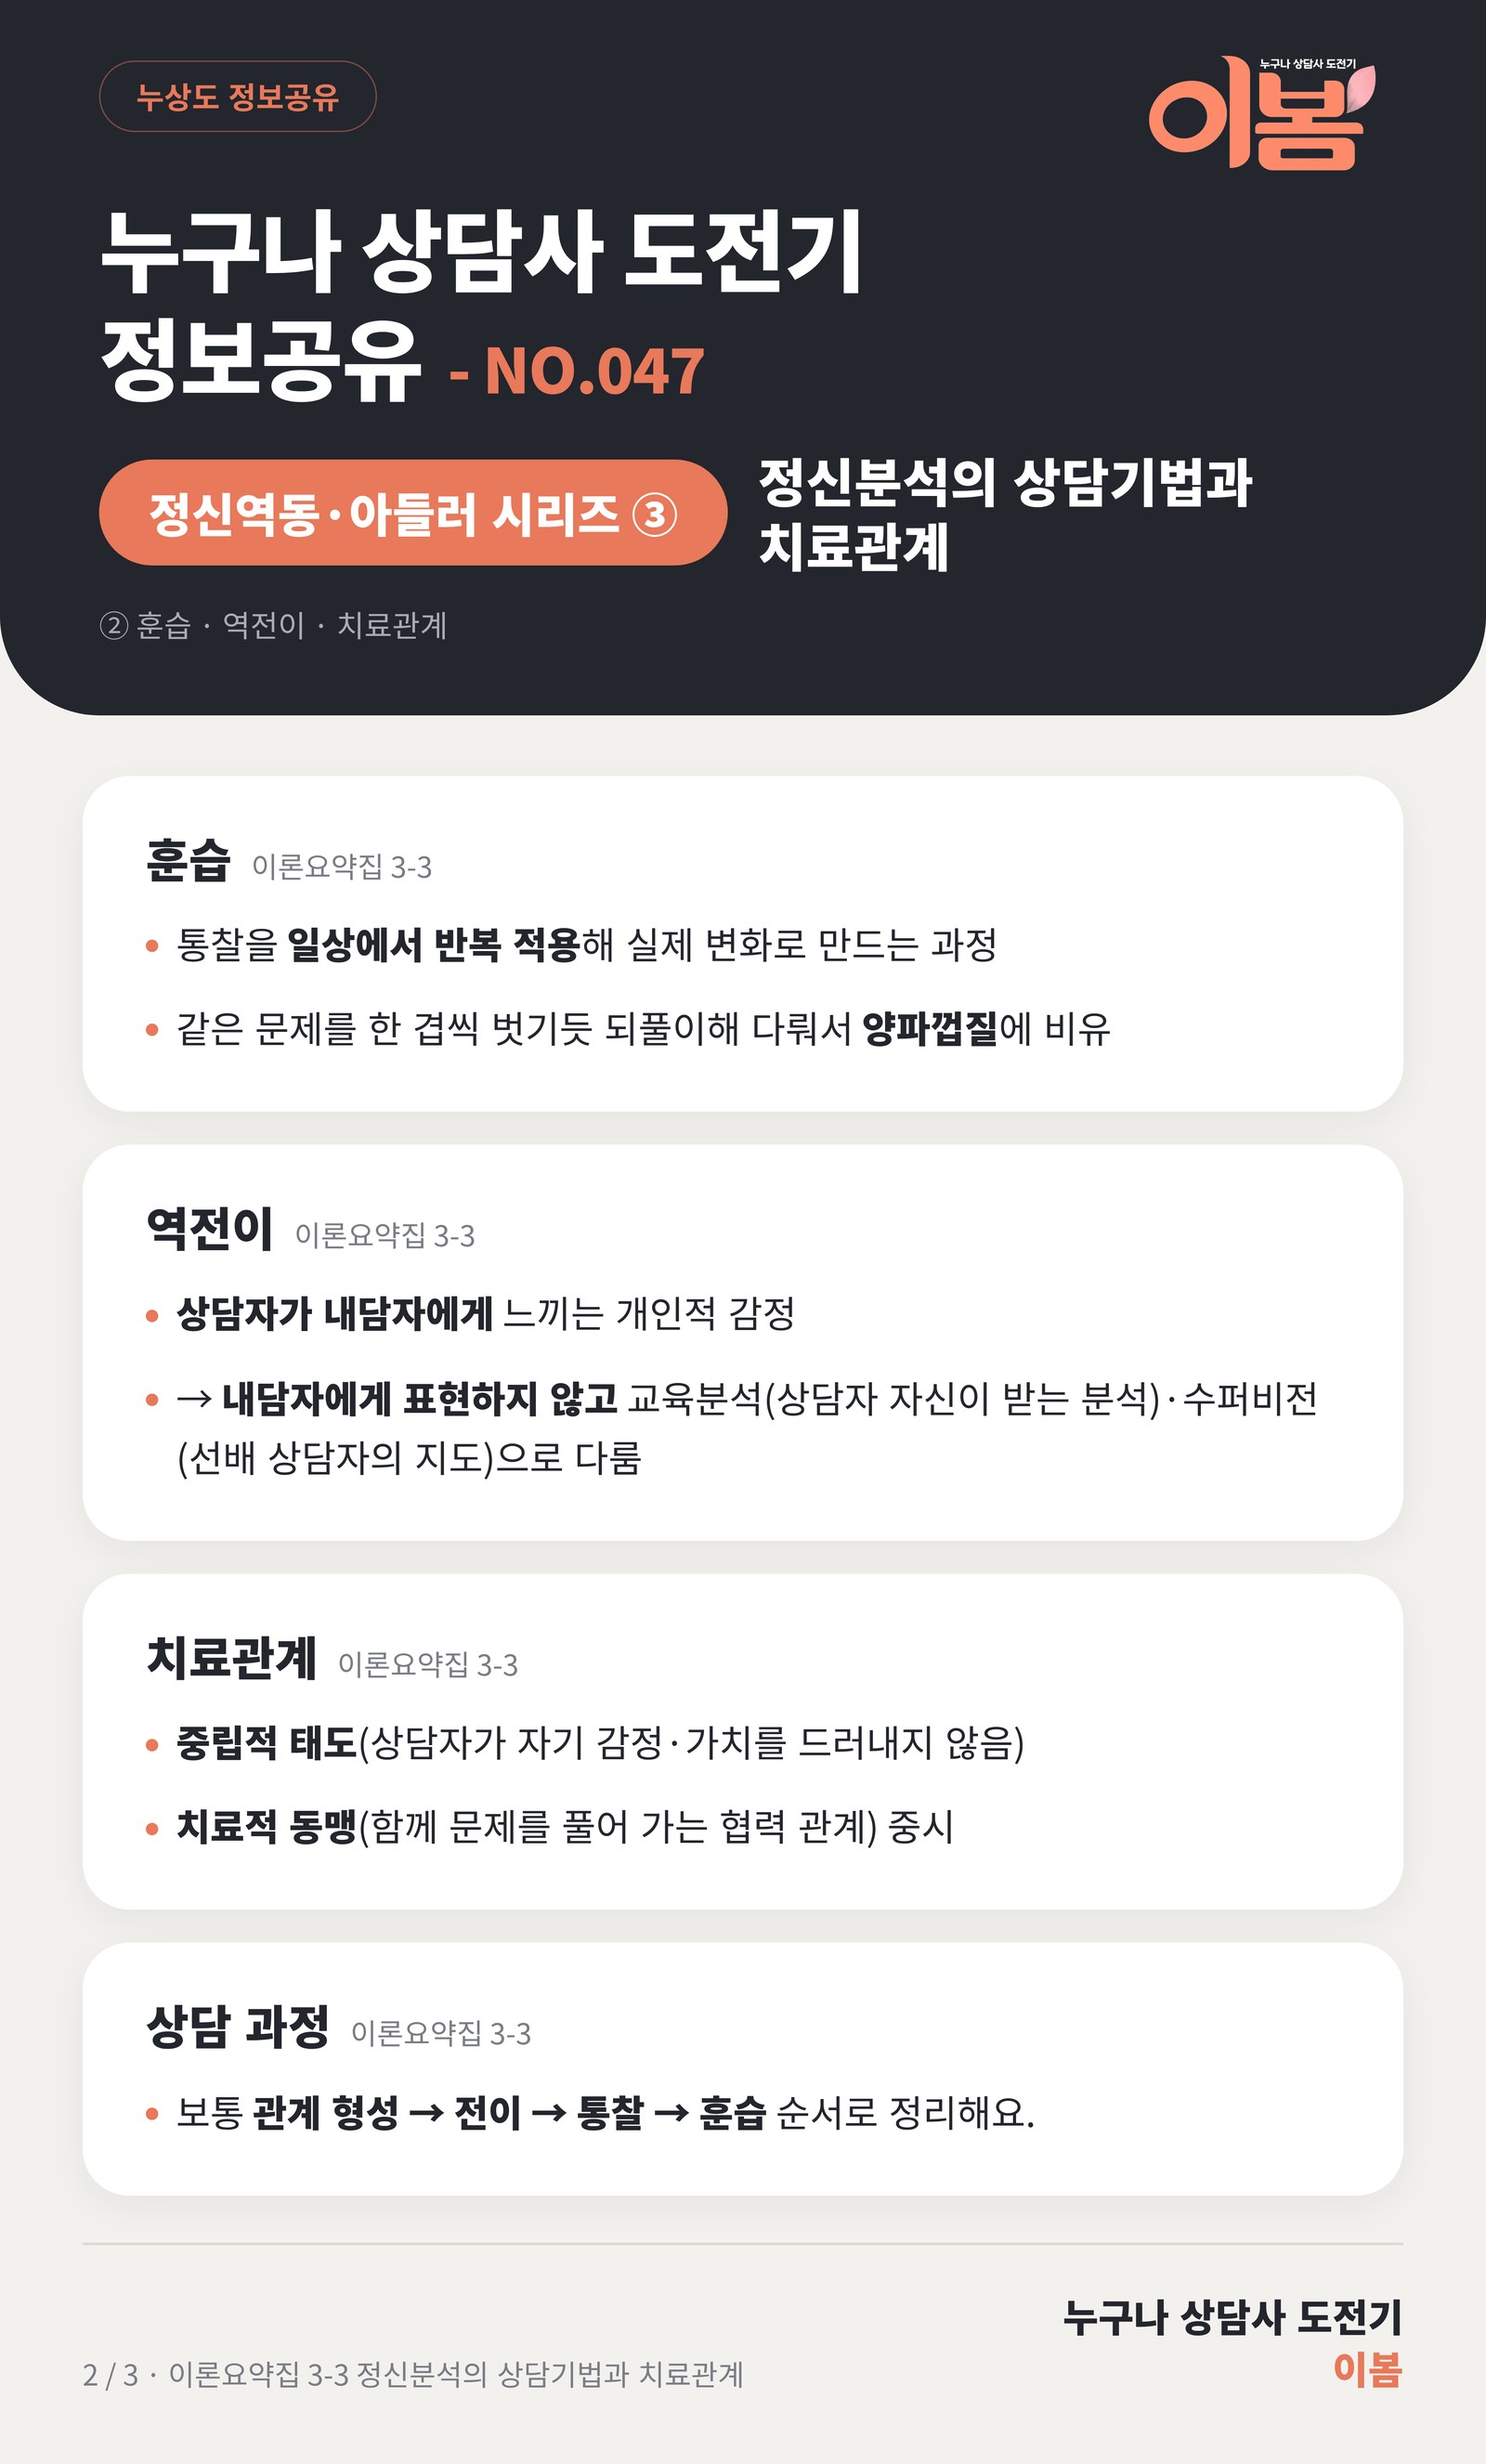 누상도 정보공유
누구나 상담사 도전기
이봄
누구나 상담사 도전기
정보공유 - NO.047
정신역동·아들러 시리즈 ③
정신분석의 상담기법과
치료관계
② 훈습 · 역전이 · 치료관계
훈습 이론요약집 3-3
• 통찰을 일상에서 반복 적용해 실제 변화로 만드는 과정
• 같은 문제를 한 겹씩 벗기듯 되풀이해 다뤄서 양파껍질에 비유
역전이 이론요약집 3-3
• 상담자가 내담자에게 느끼는 개인적 감정
• → 내담자에게 표현하지 않고 교육분석(상담자 자신이 받는 분석)·수퍼비전
(선배 상담자의 지도)으로 다룸
치료관계 이론요약집 3-3
• 중립적 태도(상담자가 자기 감정·가치를 드러내지 않음)
• 치료적 동맹(함께 문제를 풀어 가는 협력 관계) 중시
상담 과정 이론요약집 3-3
• 보통 관계 형성 → 전이 → 통찰 → 훈습 순서로 정리해요.
누구나 상담사 도전기
이봄
2 / 3 · 이론요약집 3-3 정신분석의 상담기법과 치료관계